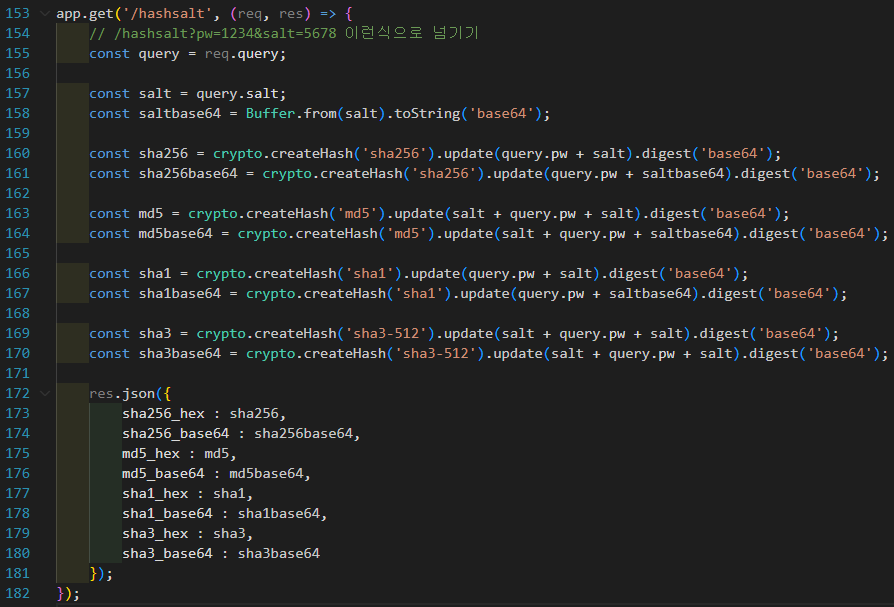 153 app.get('/hashsalt', (req, res) => {
154     // /hashsalt?pw=1234&salt=5678 이런식으로 넘기기
155     const query = req.query;
156
157     const salt = query.salt;
158     const saltbase64 = Buffer.from(salt).toString('base64');
159
160     const sha256 = crypto.createHash('sha256').update(query.pw + salt).digest('base64');
161     const sha256base64 = crypto.createHash('sha256').update(query.pw + saltbase64).digest('base64');
162
163     const md5 = crypto.createHash('md5').update(salt + query.pw + salt).digest('base64');
164     const md5base64 = crypto.createHash('md5').update(salt + query.pw + saltbase64).digest('base64');
165
166     const sha1 = crypto.createHash('sha1').update(query.pw + salt).digest('base64');
167     const sha1base64 = crypto.createHash('sha1').update(query.pw + saltbase64).digest('base64');
168
169     const sha3 = crypto.createHash('sha3-512').update(salt + query.pw + salt).digest('base64');
170     const sha3base64 = crypto.createHash('sha3-512').update(salt + query.pw + salt).digest('base64');
171
172     res.json({
173         sha256_hex : sha256,
174         sha256_base64 : sha256base64,
175         md5_hex : md5,
176         md5_base64 : md5base64,
177         sha1_hex : sha1,
178         sha1_base64 : sha1base64,
179         sha3_hex : sha3,
180         sha3_base64 : sha3base64
181     });
182 });